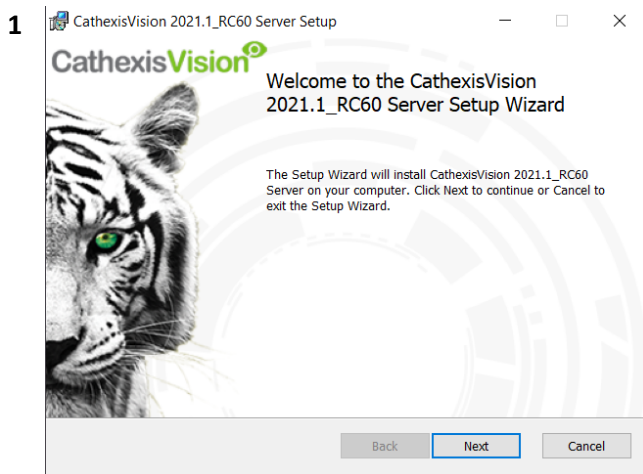 1
CathexisVision 2021.1_RC60 Server Setup
CathexisVision
Welcome to the CathexisVision
2021.1_RC60 Server Setup Wizard
The Setup Wizard will install CathexisVision 2021.1_RC60
Server on your computer. Click Next to continue or Cancel to
exit the Setup Wizard.
Back Next Cancel